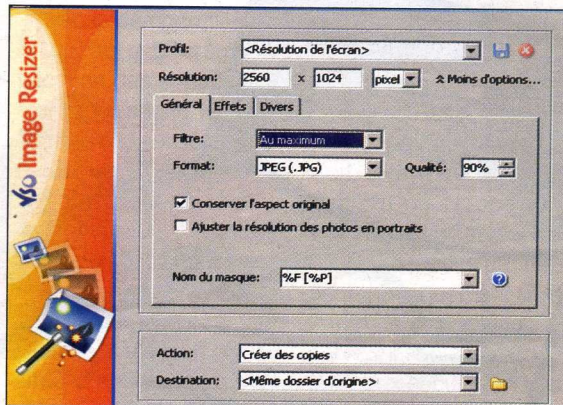 VSO Image Resizer
Profil: <Résolution de l'écran>
Résolution: 2560 x 1024 pixel Moins d'options...
Général Effets Divers
Filtre: Au maximum
Format: JPEG (.JPG) Qualité: 90%
Conserver l'aspect original
Ajuster la résolution des photos en portraits
Nom du masque: %F [%P]
Action: Créer des copies
Destination: <Même dossier d'origine>